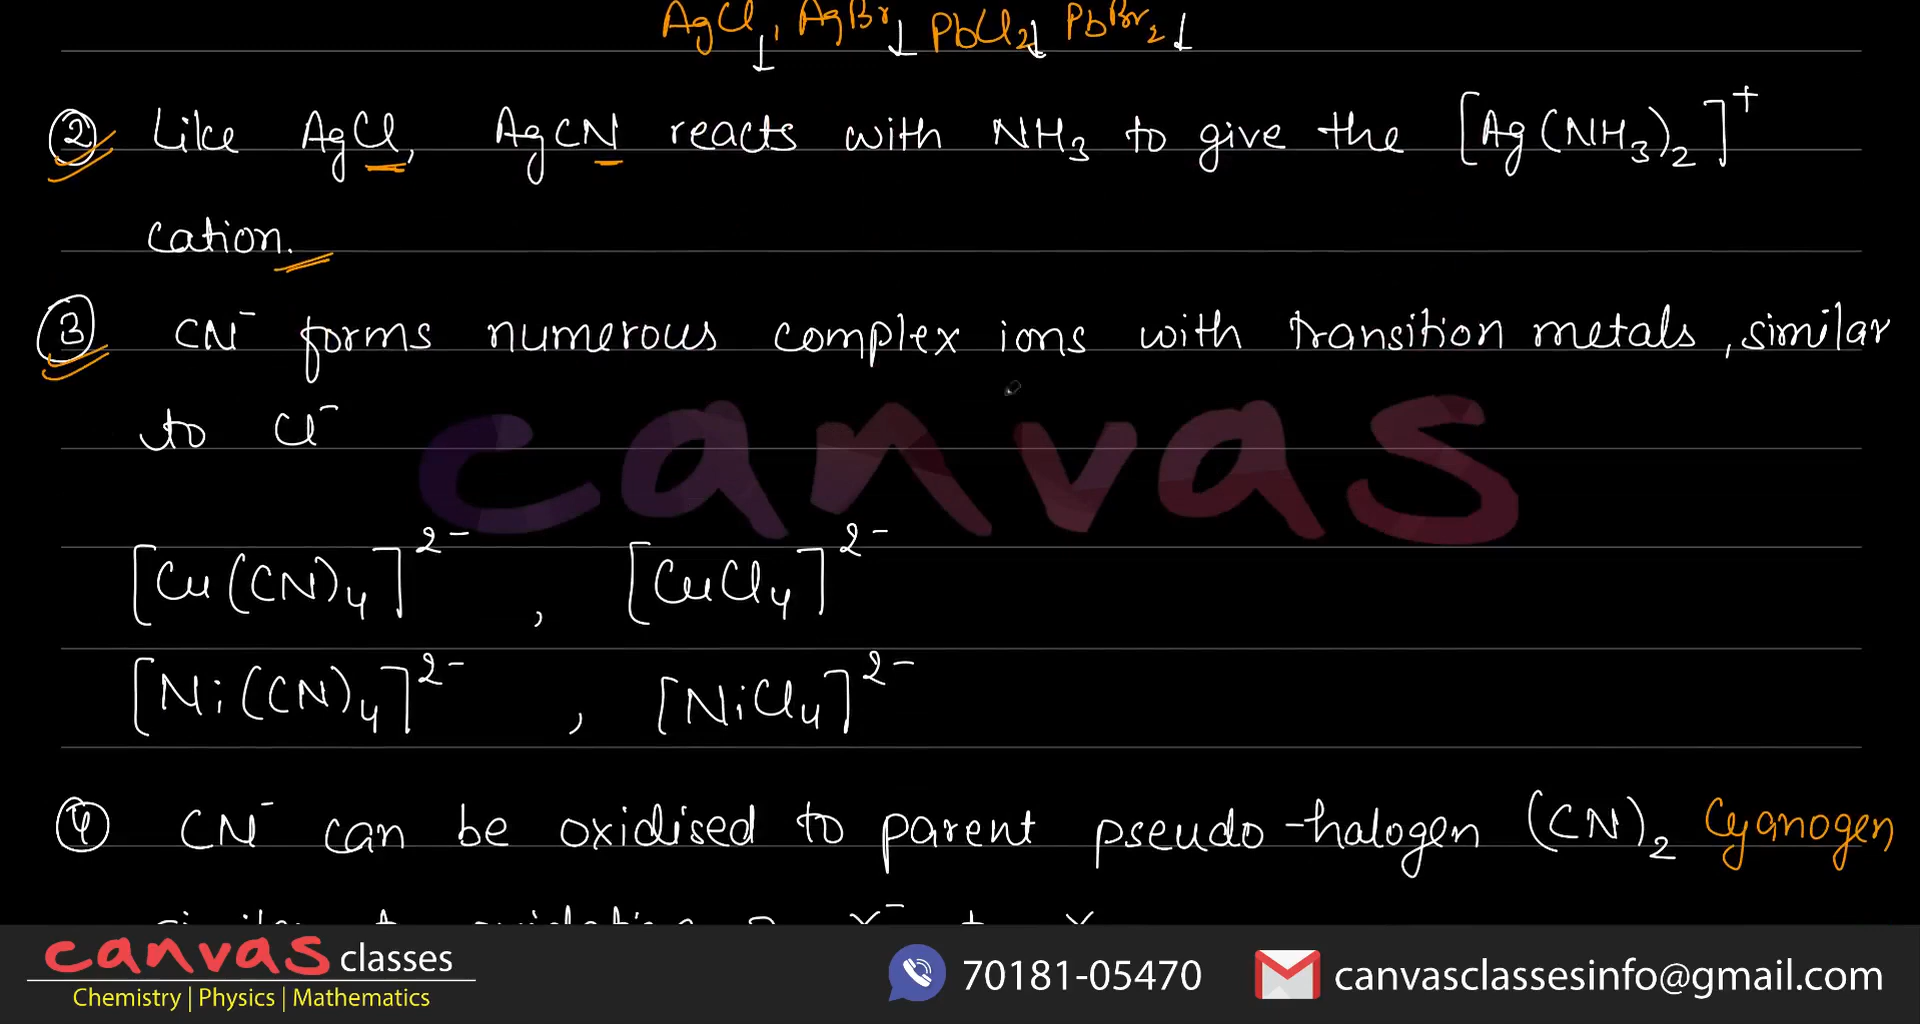 AgCl↓, AgBr↓ PbCl₂↓ PbBr₂↓
② Like AgCl, AgCN reacts with NH₃ to give the [Ag(NH₃)₂]⁺
cation.
③ CN⁻ forms numerous complex ions with transition metals, similar
to Cl⁻
canvas
[Cu(CN)₄]²⁻ , [CuCl₄]²⁻
[Ni(CN)₄]²⁻ , [NiCl₄]²⁻
④ CN⁻ can be oxidised to parent pseudo-halogen (CN)₂ Cyanogen
canvas classes
Chemistry | Physics | Mathematics
70181-05470
canvasclassesinfo@gmail.com